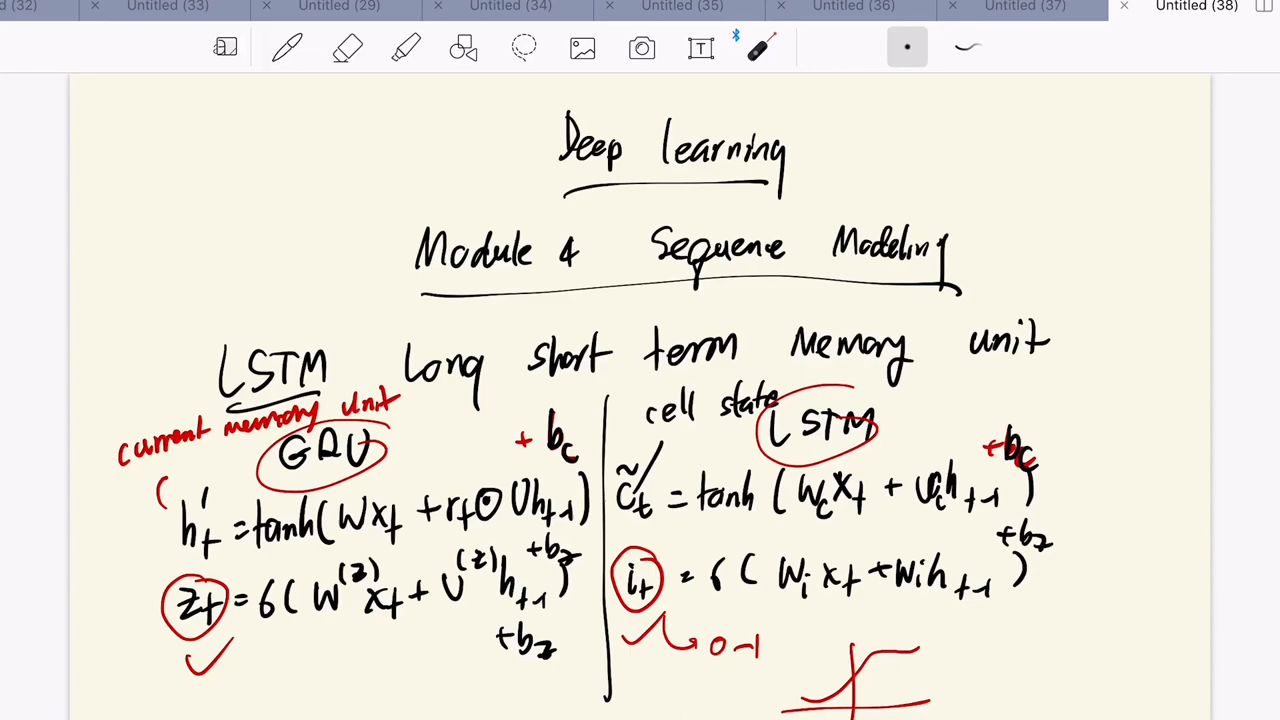 (32)
Untitled (33)
Untitled (29)
Untitled (34)
Untitled (35)
Untitled (36)
Untitled (37)
Untitled (38)
T
Deep learning
Module 4 Sequence Modeling
LSTM Long short term Memory unit
current memory unit
GRU
+ bc
h't = tanh(Wxt + rt⊙Uht-1)
zt = σ(W(z)xt + U(z)ht-1) +bz
+bz
cell state
LSTM
+bc
c̃t = tanh(Wcxt + Ucht-1)
+bz
it = σ(Wixt + Wiht-1)
0-1